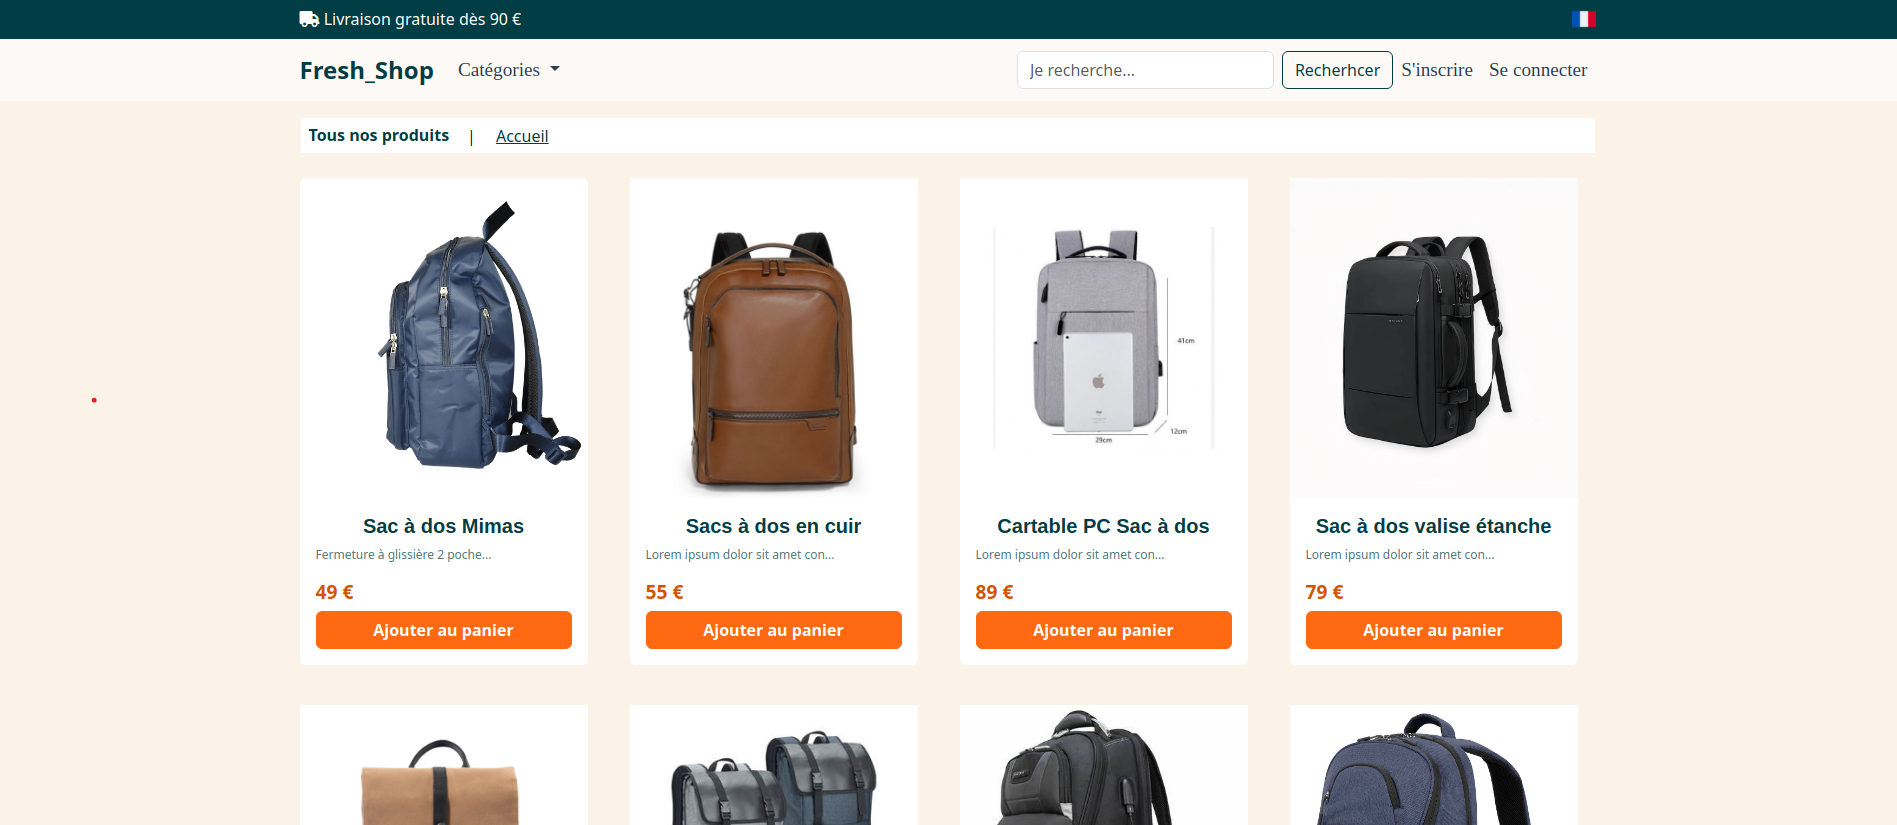 Livraison gratuite dès 90 €
Fresh_Shop Catégories Je recherche... Recherhcer S'inscrire Se connecter
Tous nos produits | Accueil
41cm
12cm
29cm
Sac à dos Mimas Sacs à dos en cuir Cartable PC Sac à dos Sac à dos valise étanche
Fermeture à glissière 2 poche... Lorem ipsum dolor sit amet con... Lorem ipsum dolor sit amet con... Lorem ipsum dolor sit amet con...
49 € 55 € 89 € 79 €
Ajouter au panier Ajouter au panier Ajouter au panier Ajouter au panier